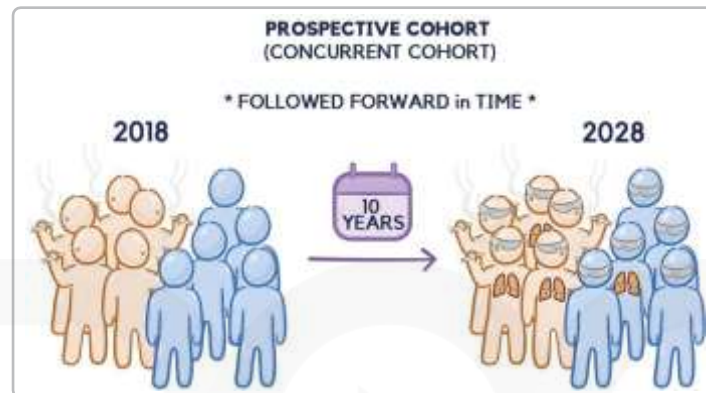 PROSPECTIVE COHORT
(CONCURRENT COHORT)
* FOLLOWED FORWARD in TIME *
2018
2028
10
YEARS